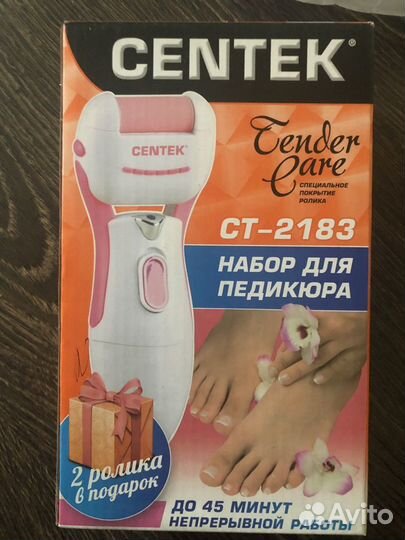 CENTEK®
Tender
Care
СПЕЦИАЛЬНОЕ
ПОКРЫТИЕ
РОЛИКА
CENTEK®
CT-2183
НАБОР ДЛЯ
ПЕДИКЮРА
2 ролика
в подарок
ДО 45 МИНУТ
НЕПРЕРЫВНОЙ РАБОТЫ
Avito